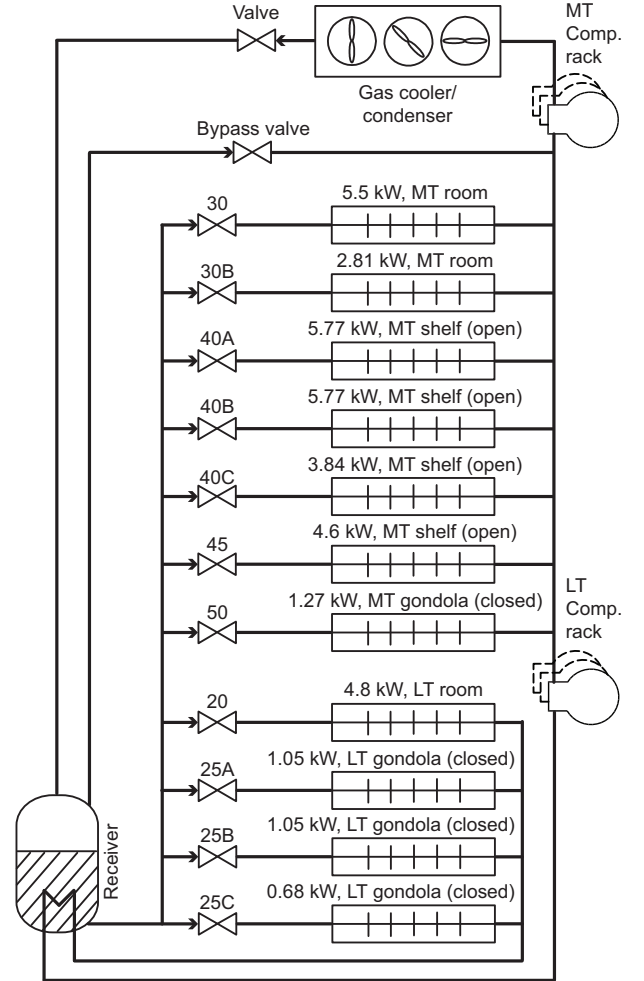 Valve
MT
Comp.
rack
Gas cooler/
condenser
Bypass valve
30
5.5 kW, MT room
30B
2.81 kW, MT room
40A
5.77 kW, MT shelf (open)
40B
5.77 kW, MT shelf (open)
40C
3.84 kW, MT shelf (open)
45
4.6 kW, MT shelf (open)
50
1.27 kW, MT gondola (closed)
LT
Comp.
rack
20
4.8 kW, LT room
25A
1.05 kW, LT gondola (closed)
25B
1.05 kW, LT gondola (closed)
25C
0.68 kW, LT gondola (closed)
Receiver